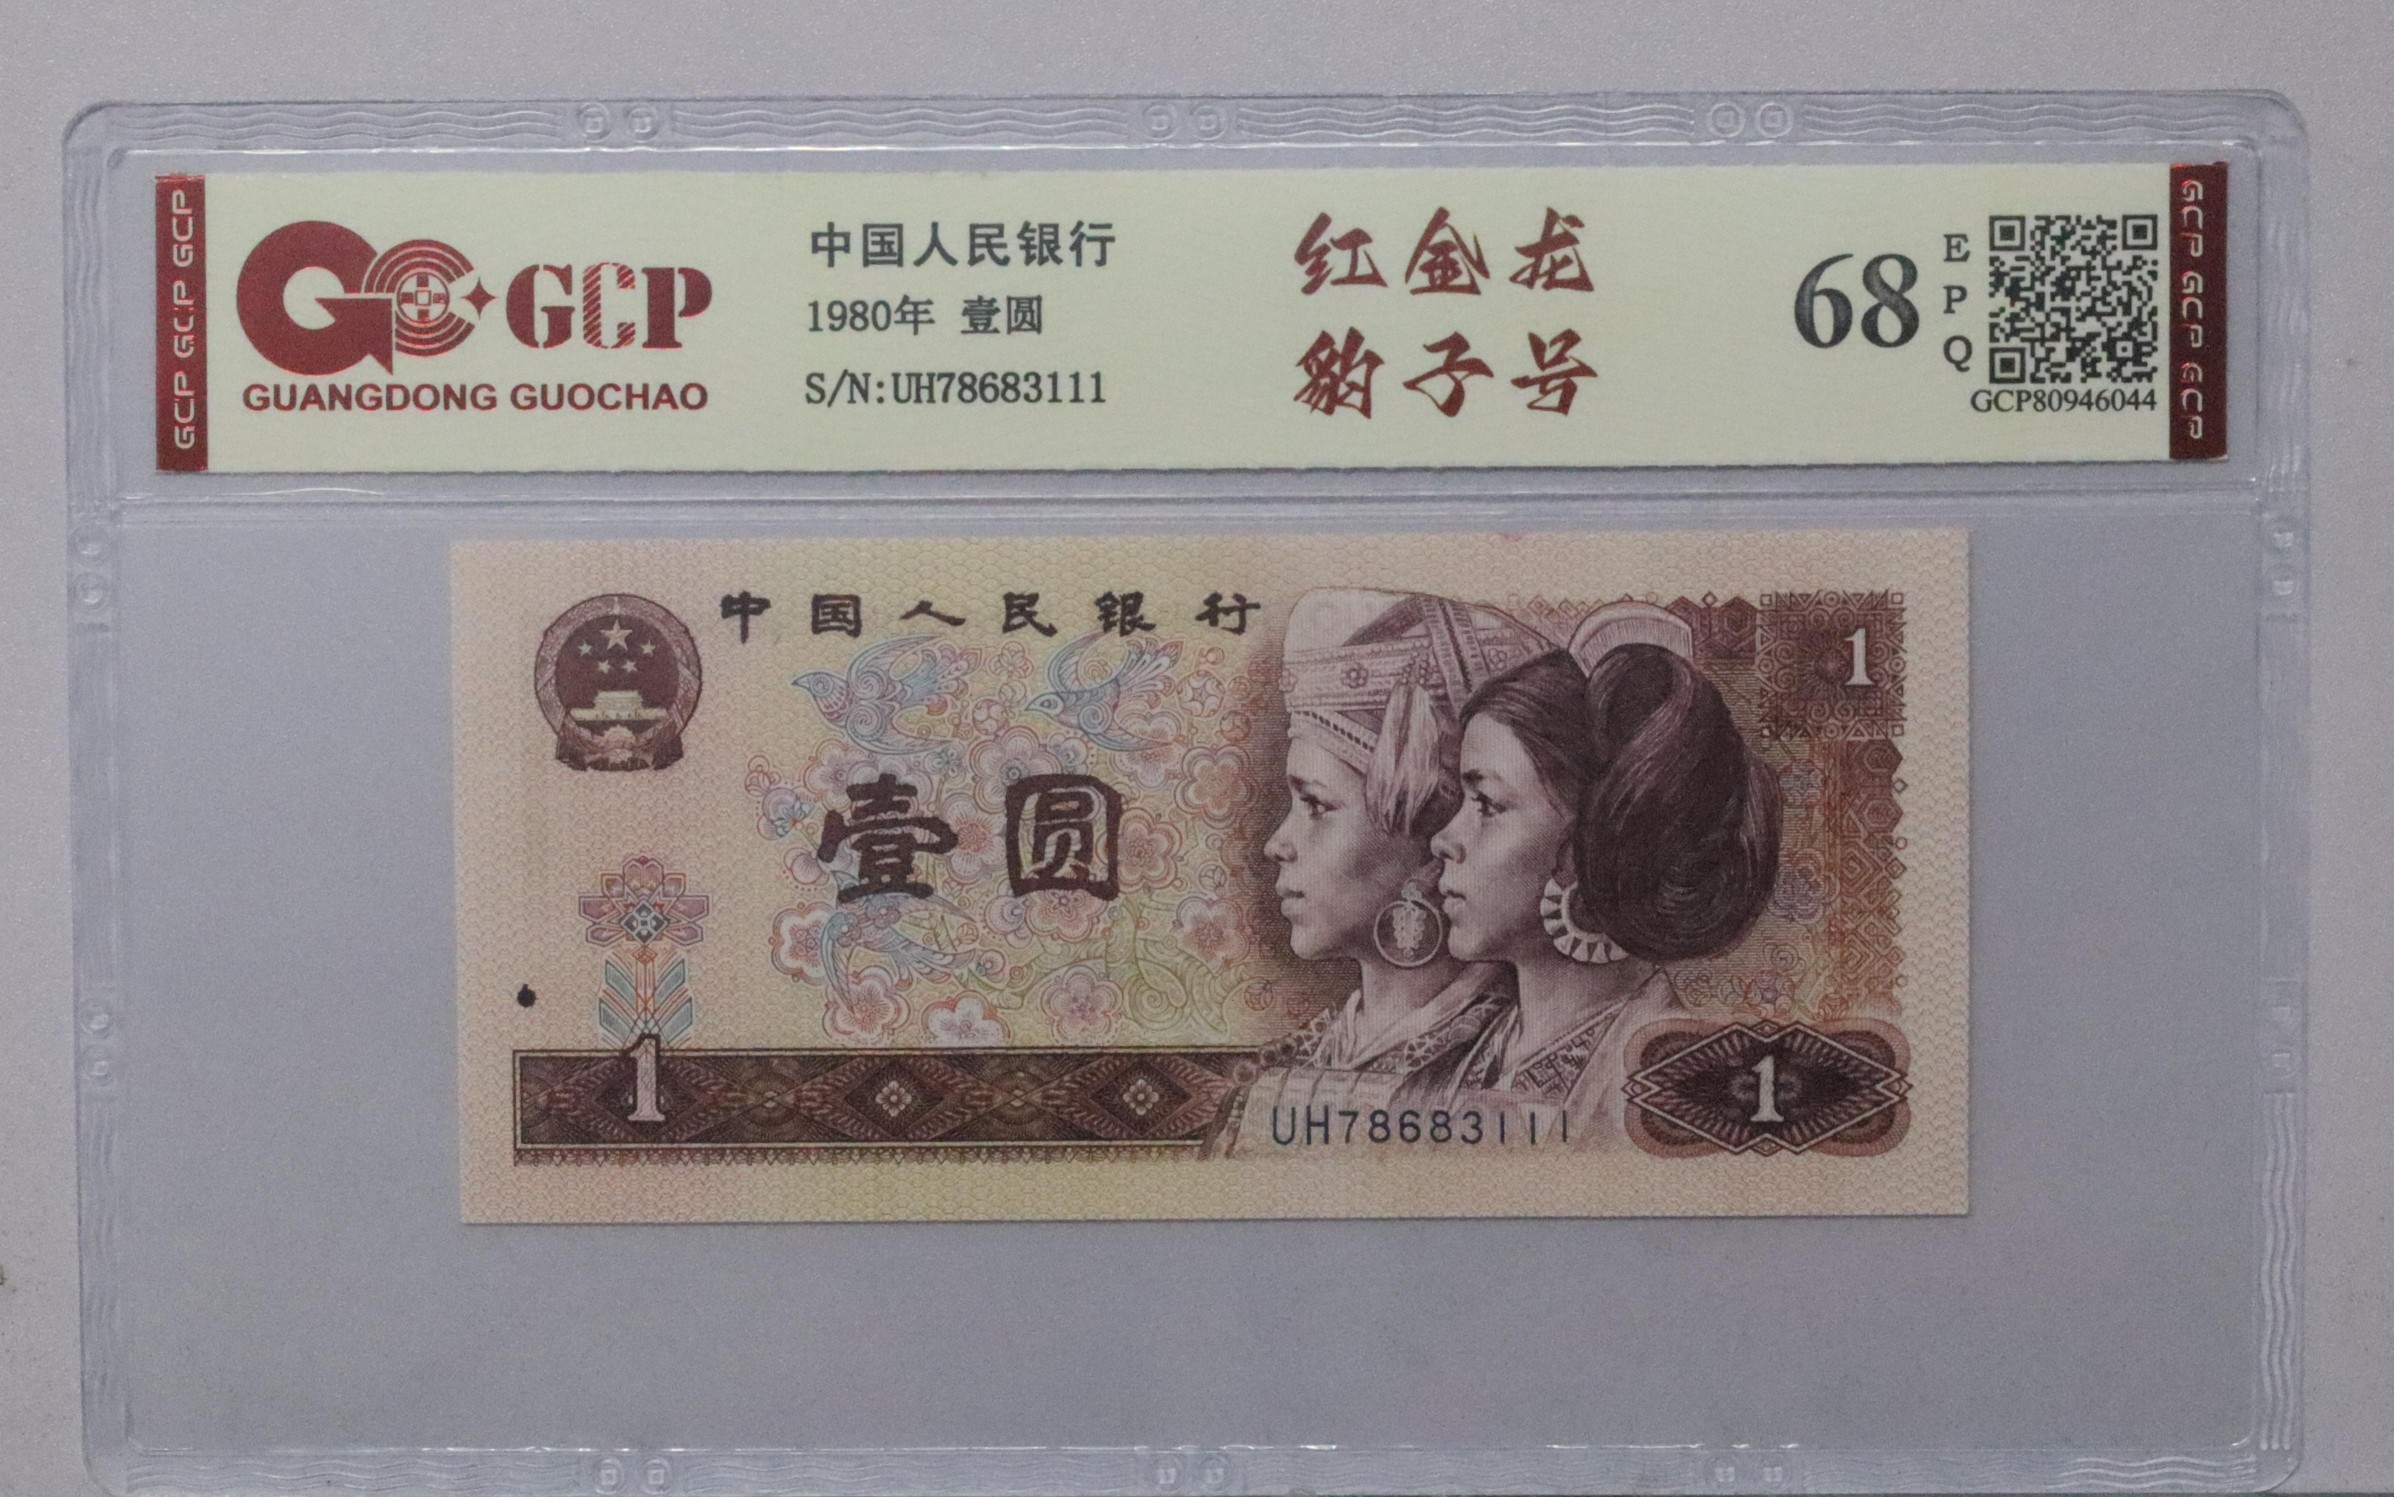 GCP GCP GCP
GCP
GUANGDONG GUOCHAO
中国人民银行
1980年 壹圆
S/N:UH78683111
红金龙
豹子号
68
E
P
Q
GCP80946044
GCP GCP GCP
中国人民银行
1
壹圆
1
1
UH78683111